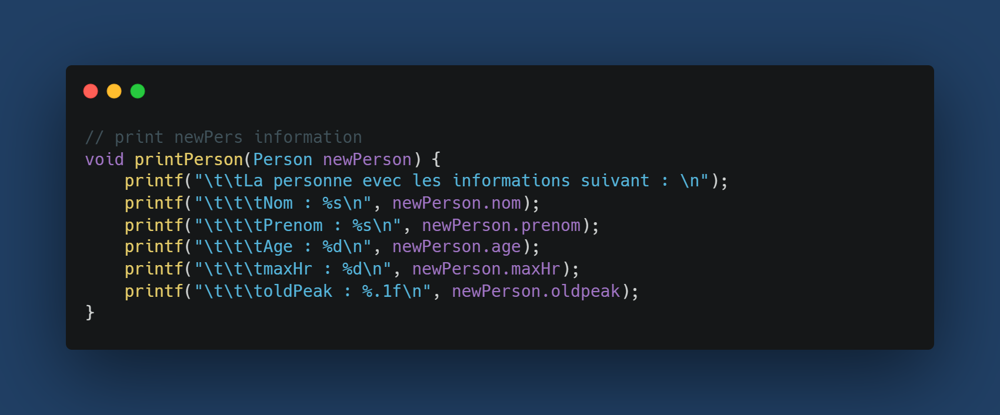 // print newPers information
void printPerson(Person newPerson) {
    printf("\t\tLa personne evec les informations suivant : \n");
    printf("\t\t\tNom : %s\n", newPerson.nom);
    printf("\t\t\tPrenom : %s\n", newPerson.prenom);
    printf("\t\t\tAge : %d\n", newPerson.age);
    printf("\t\t\tmaxHr : %d\n", newPerson.maxHr);
    printf("\t\t\toldPeak : %.1f\n", newPerson.oldpeak);
}